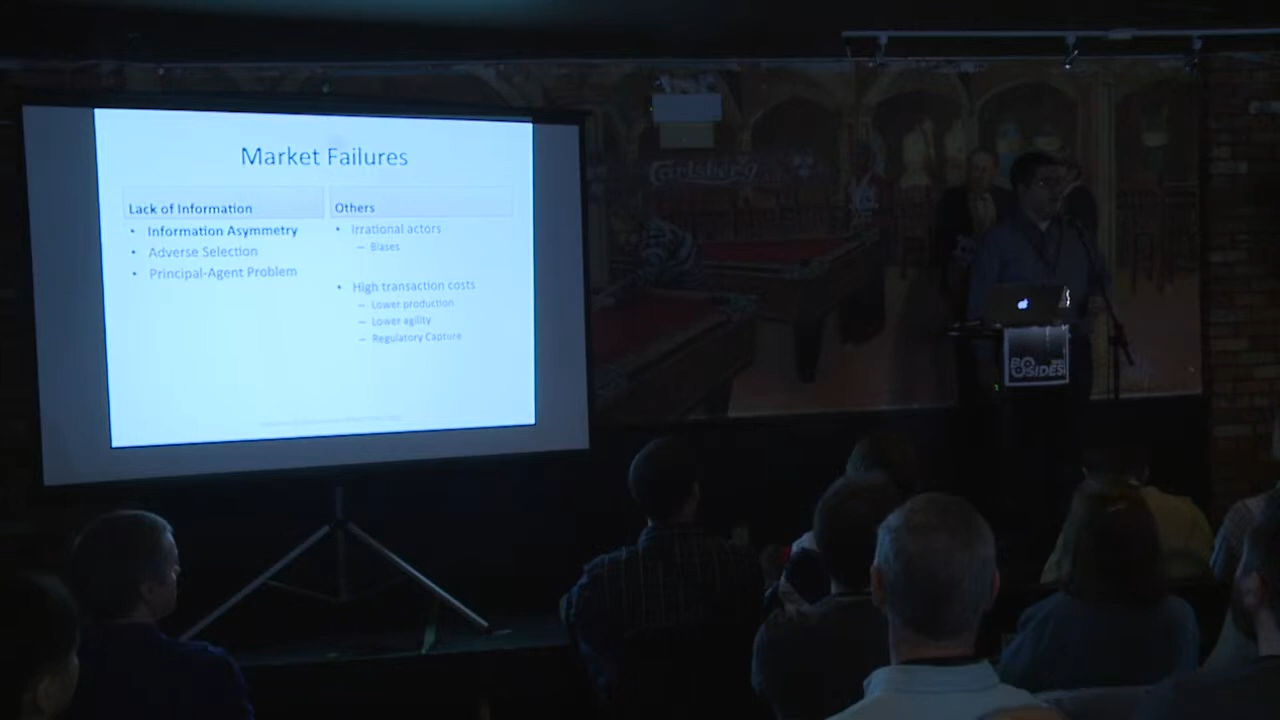 Market Failures
Lack of Information
• Information Asymmetry
• Adverse Selection
• Principal-Agent Problem
Others
• Irrational actors
– Biases
• High transaction costs
– Lower production
– Lower agility
– Regulatory Capture
Carlsberg
BSIDES